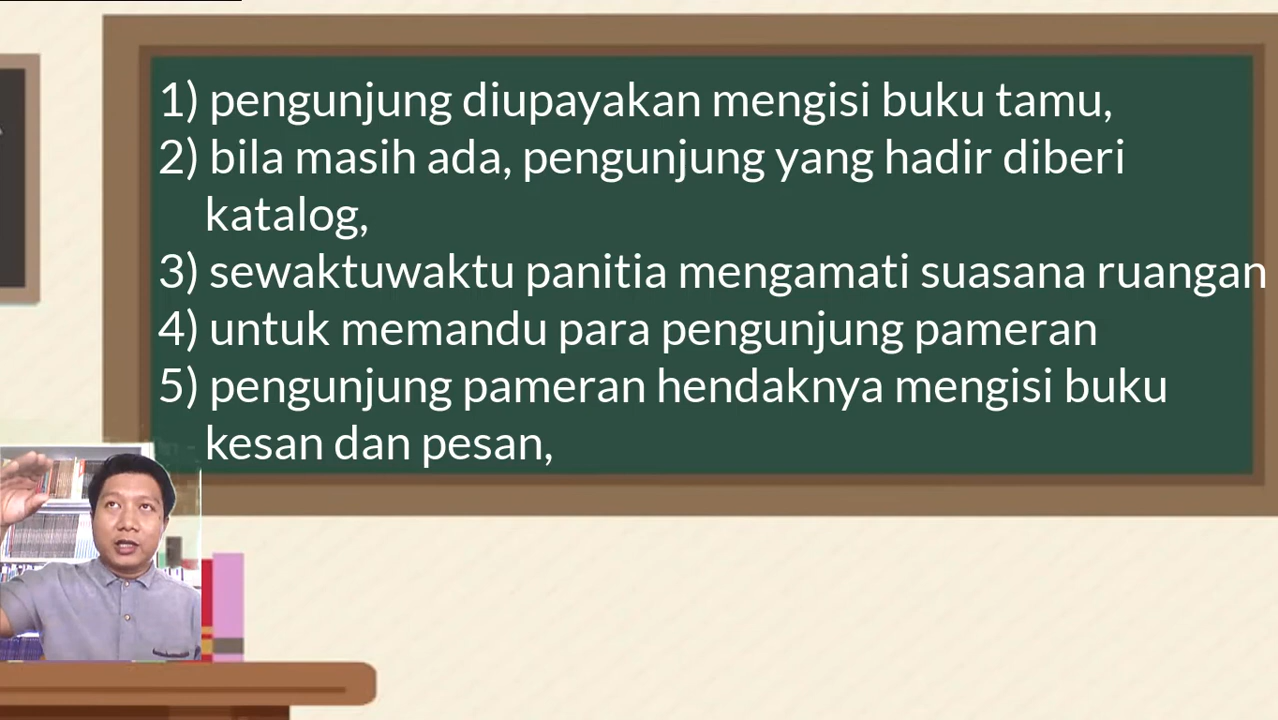 1) pengunjung diupayakan mengisi buku tamu,
2) bila masih ada, pengunjung yang hadir diberi
katalog,
3) sewaktuwaktu panitia mengamati suasana ruangan
4) untuk memandu para pengunjung pameran
5) pengunjung pameran hendaknya mengisi buku
kesan dan pesan,